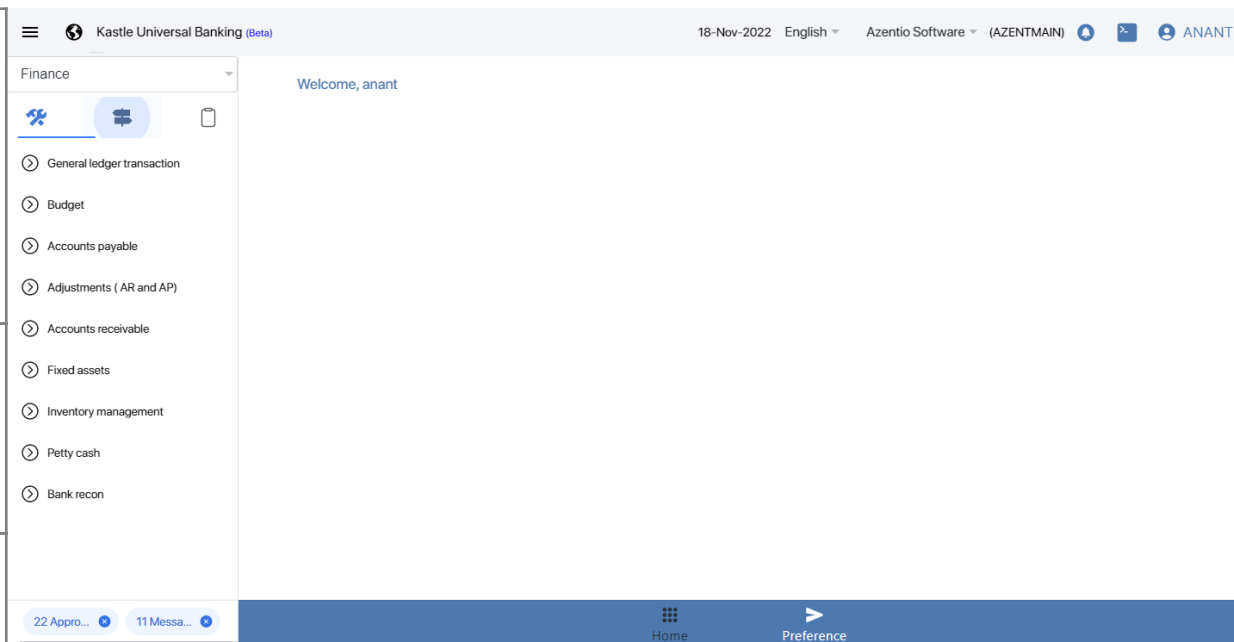 Kastle Universal Banking (Beta) 18-Nov-2022 English Azentio Software (AZENTMAIN) ANANT
Finance
Welcome, anant
General ledger transaction
Budget
Accounts payable
Adjustments ( AR and AP)
Accounts receivable
Fixed assets
Inventory management
Petty cash
Bank recon
22 Appro... 11 Messa...
Home Preference